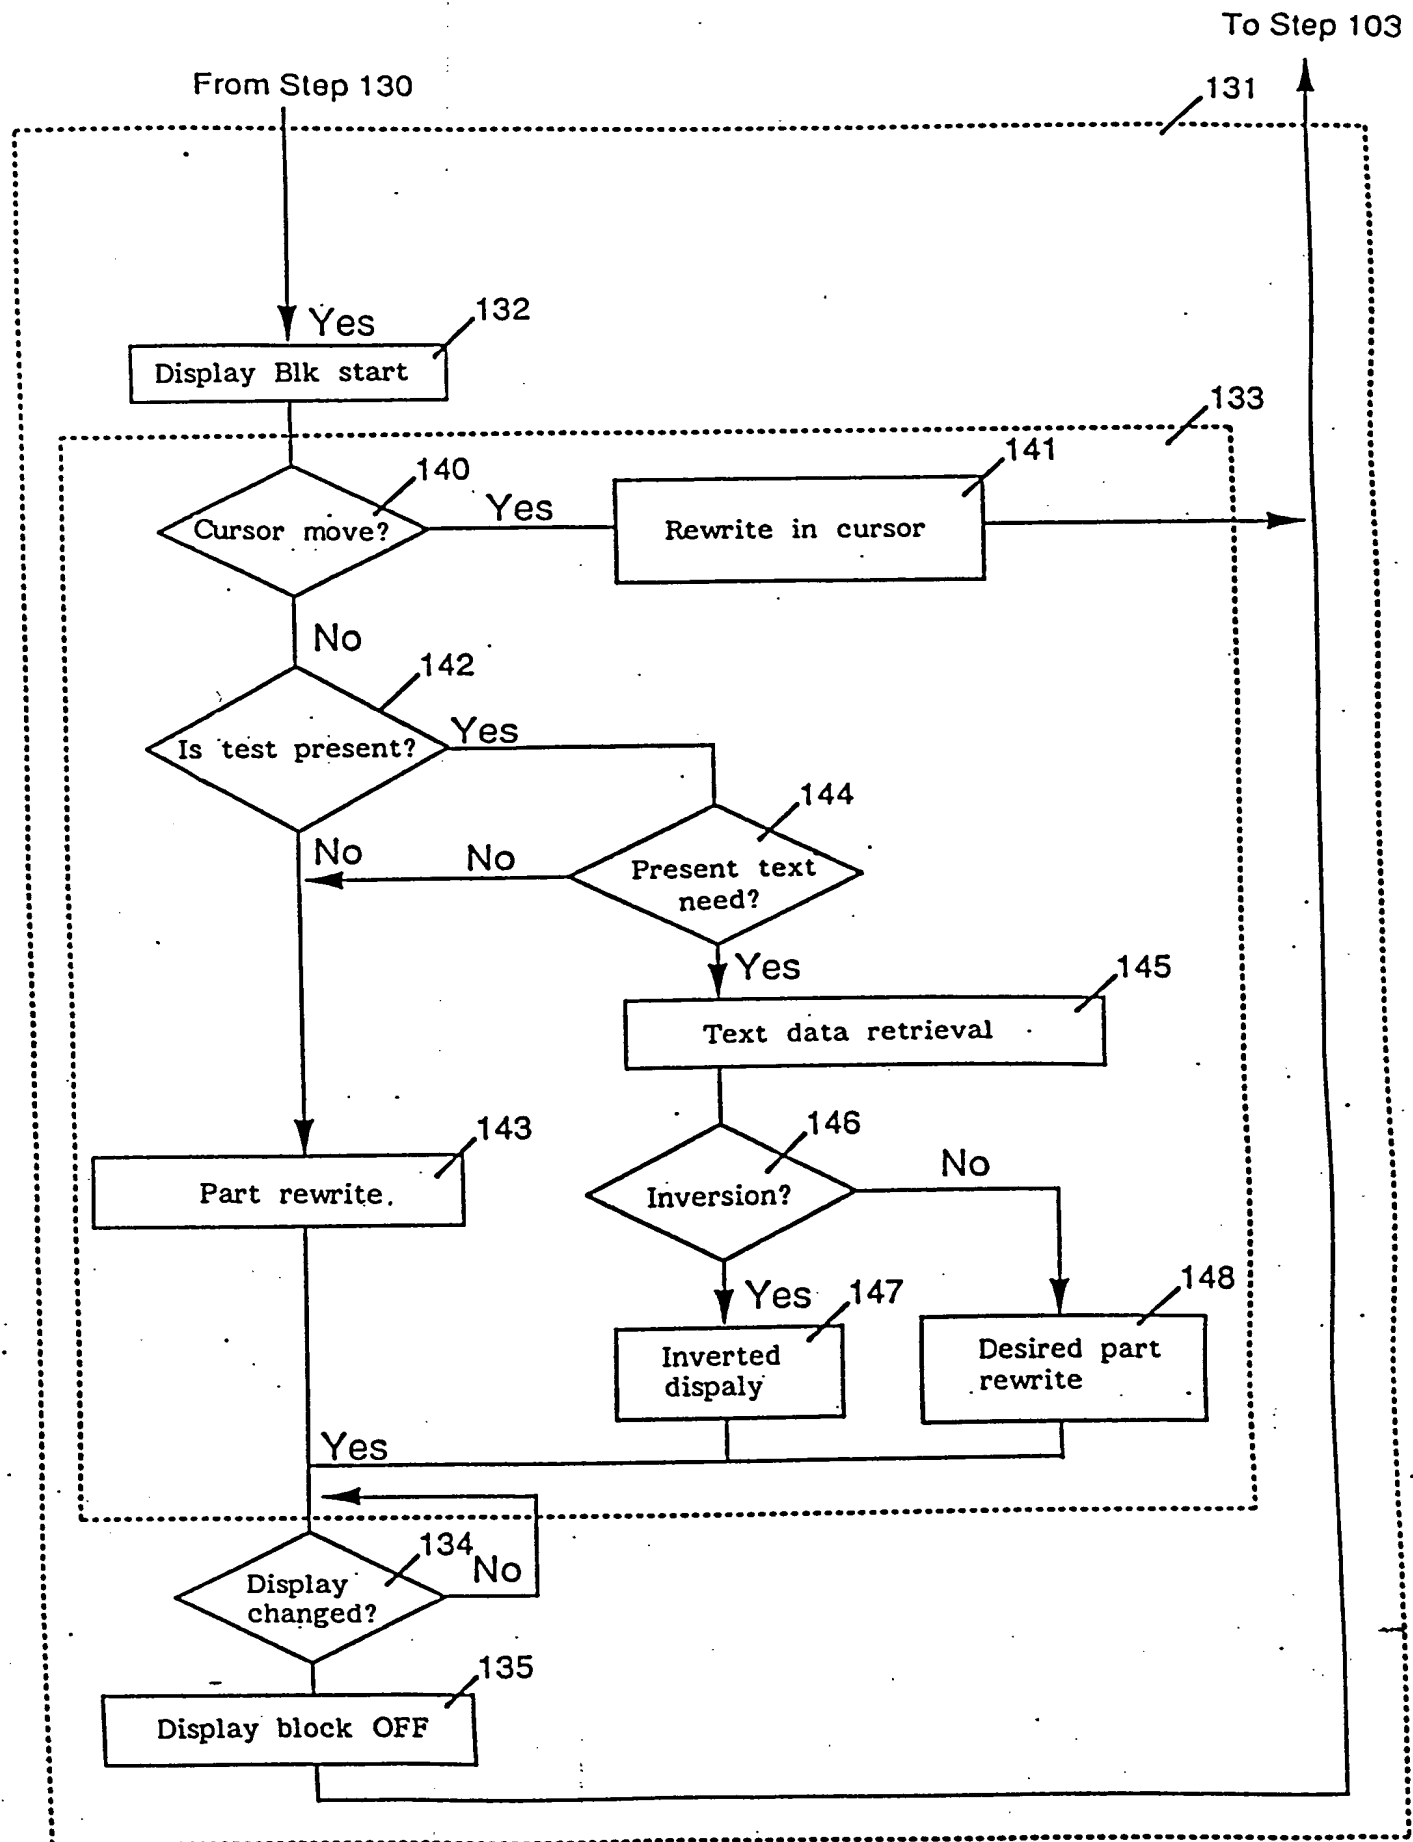 To Step 103
From Step 130
131
Yes
132
Display Blk start
133
140
141
Cursor move?
Yes
Rewrite in cursor
No
142
Is test present?
Yes
144
No
No
Present text
need?
Yes
145
Text data retrieval
143
146
Part rewrite.
Inversion?
No
Yes
147
148
Inverted
dispaly
Desired part
rewrite
Yes
134
No
Display
changed?
135
Display block OFF